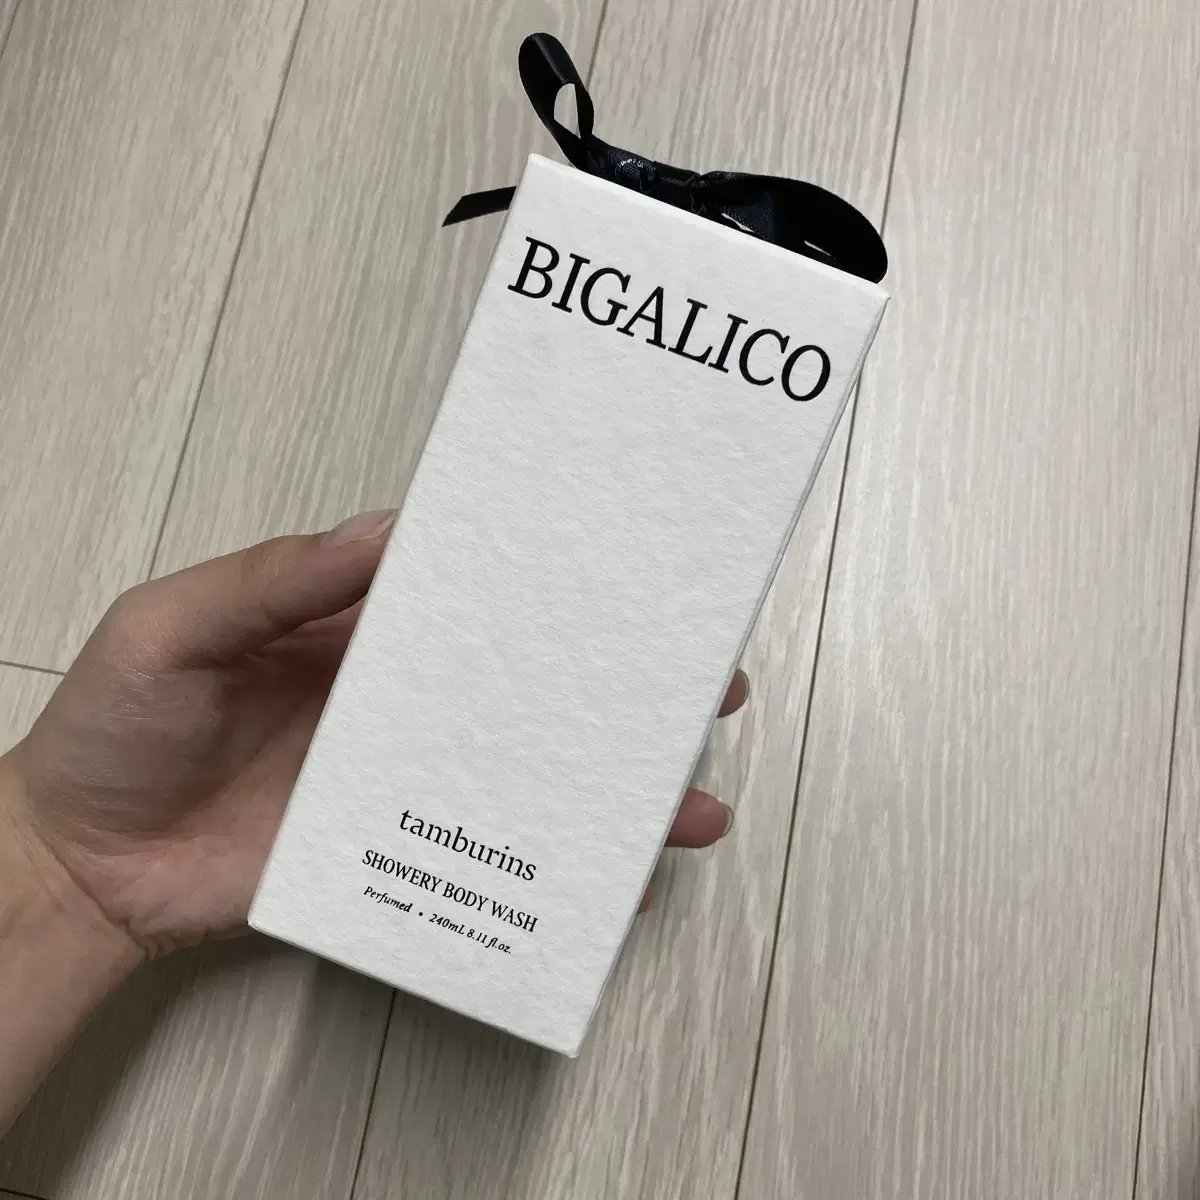 BIGALICO
tamburins
SHOWERY BODY WASH
Perfumed • 240mL 8.11 fl.oz.